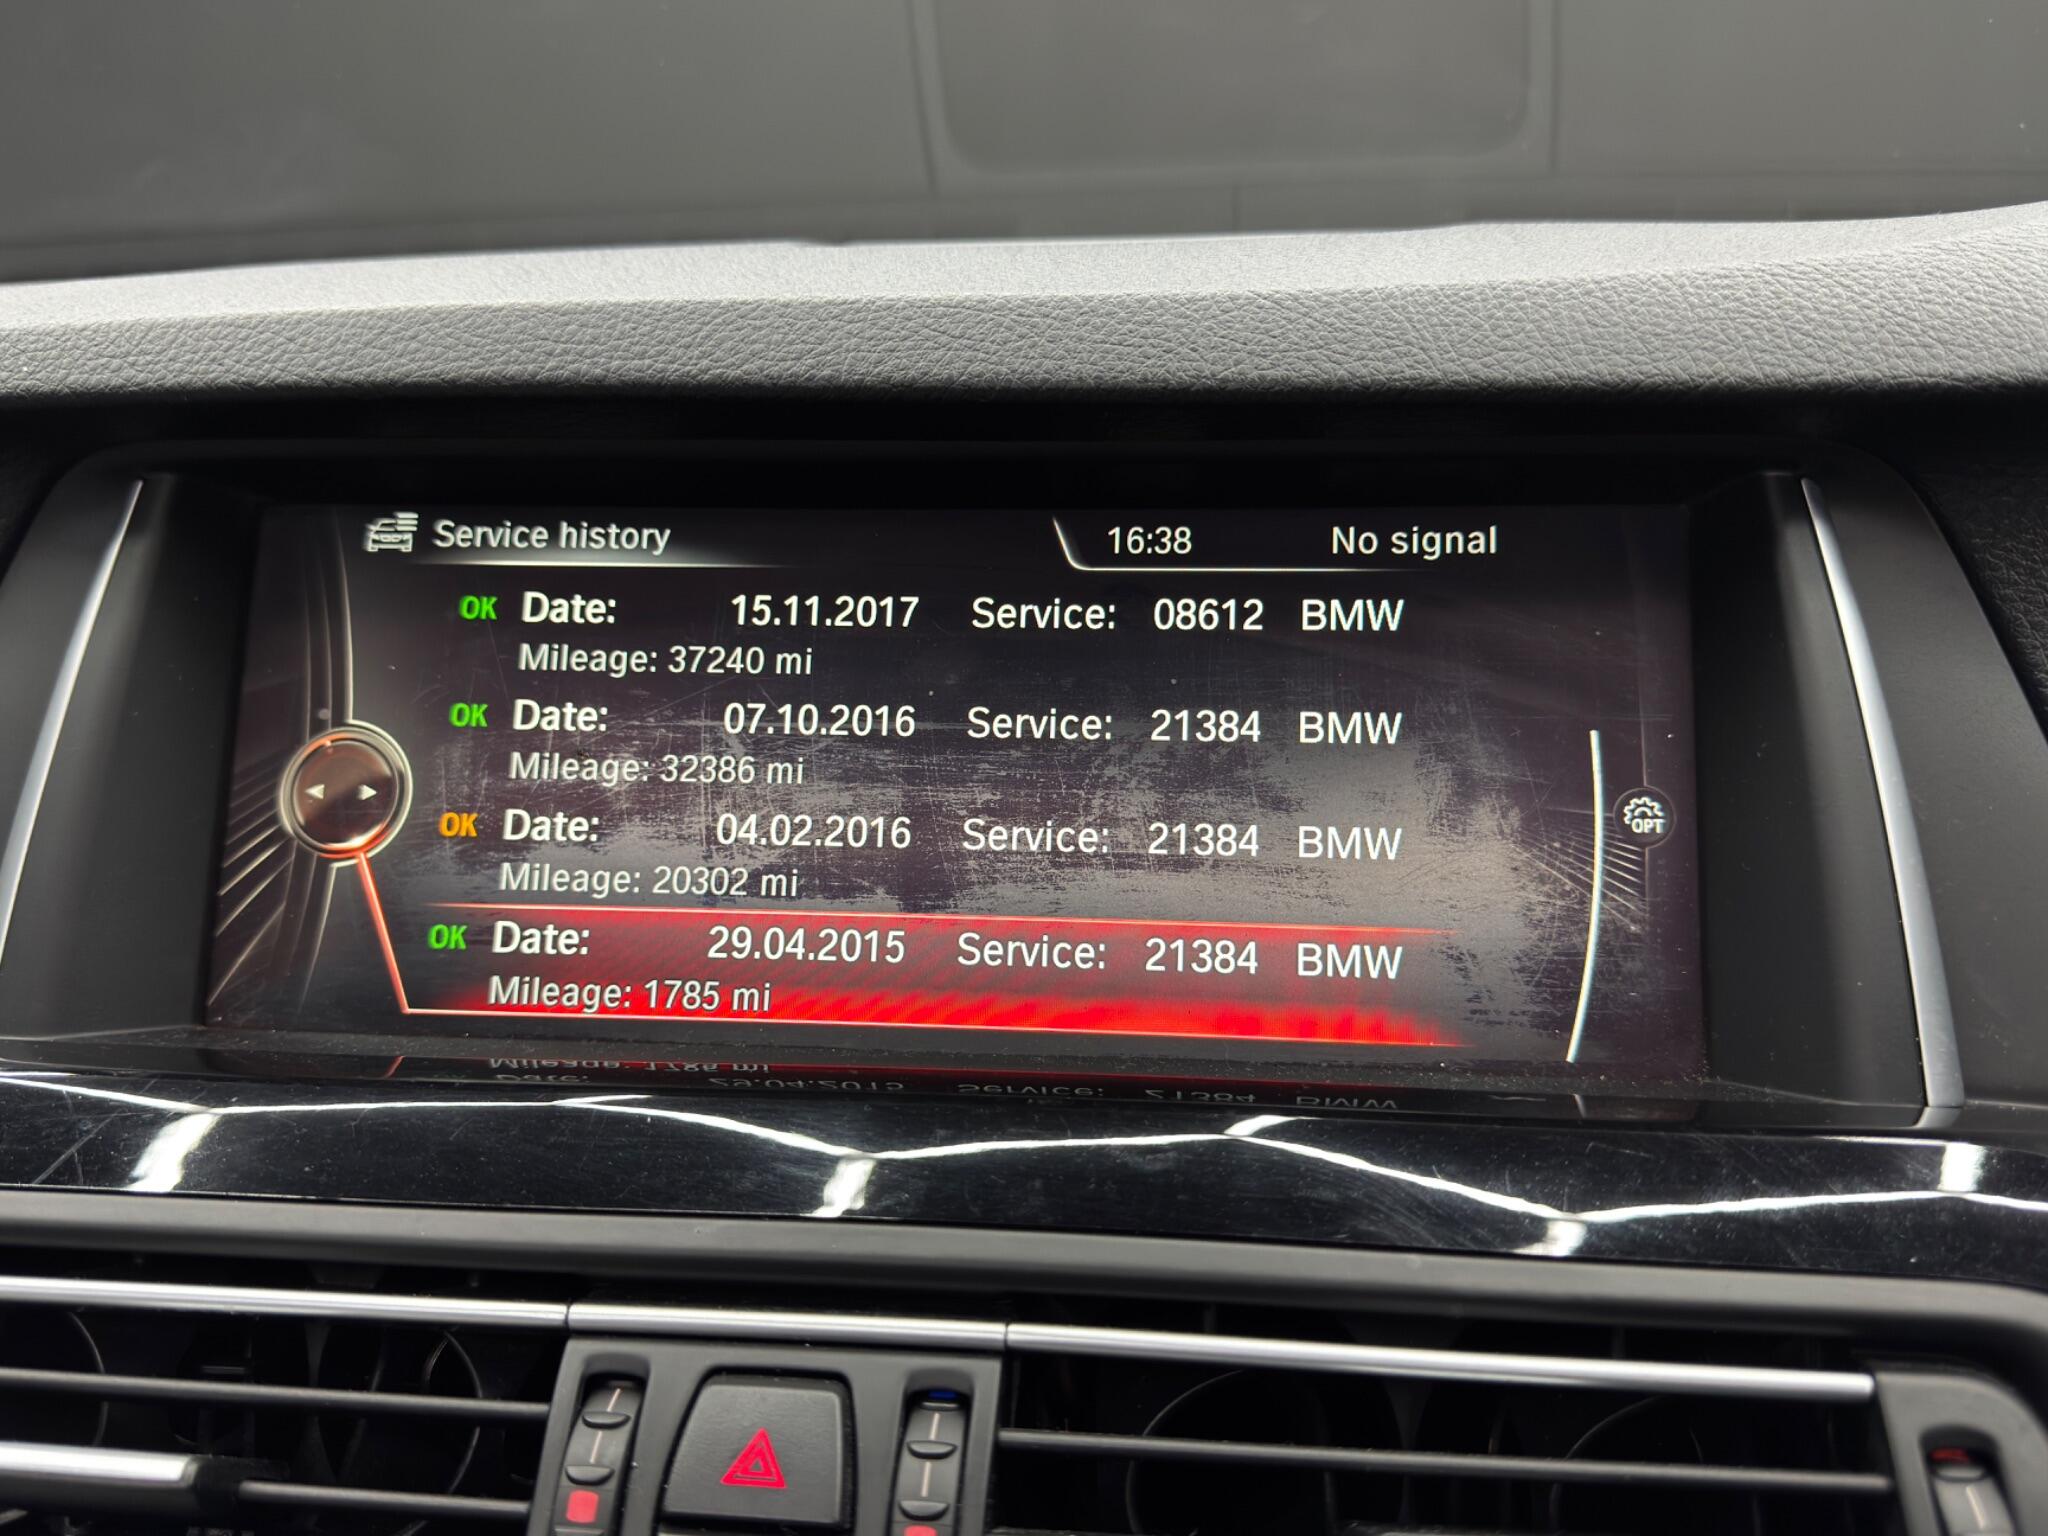 Service history 16:38 No signal
OK Date: 15.11.2017 Service: 08612 BMW
Mileage: 37240 mi
OK Date: 07.10.2016 Service: 21384 BMW
Mileage: 32386 mi
OK Date: 04.02.2016 Service: 21384 BMW
Mileage: 20302 mi
OPT
OK Date: 29.04.2015 Service: 21384 BMW
Mileage: 1785 mi